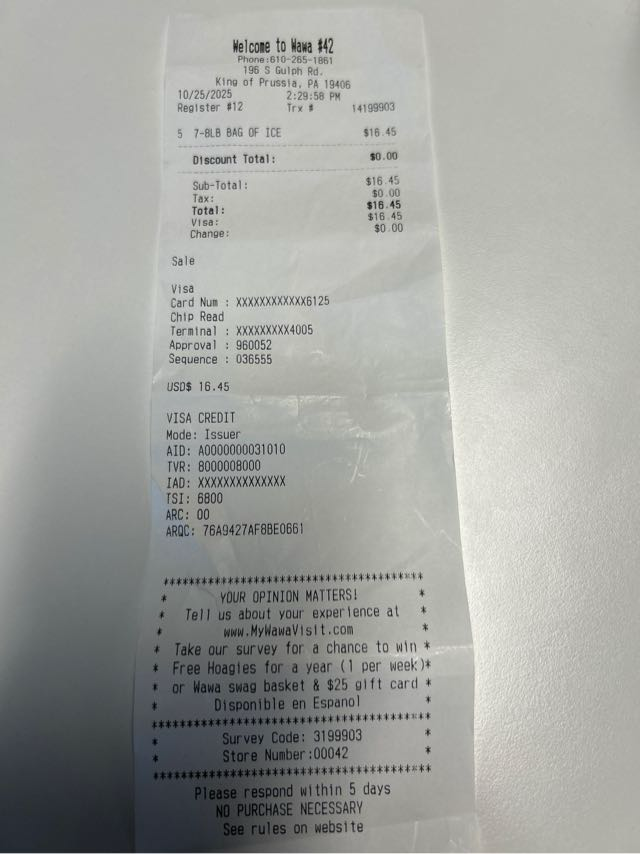 Welcome to Wawa #42
Phone:610-265-1861
196 S Gulph Rd.
King of Prussia, PA 19406
10/25/2025 2:29:58 PM
Register #12 Trx # 14199903
5 7-8LB BAG OF ICE $16.45
Discount Total: $0.00
Sub-Total: $16.45
Tax: $0.00
Total: $16.45
Visa: $16.45
Change: $0.00
Sale
Visa
Card Num : XXXXXXXXXXXX6125
Chip Read
Terminal : XXXXXXXXX4005
Approval : 960052
Sequence : 036555
USD$ 16.45
VISA CREDIT
Mode: Issuer
AID: A0000000031010
TVR: 8000008000
IAD: XXXXXXXXXXXXXX
TSI: 6800
ARC: 00
ARQC: 76A9427AF8BE0661
****************************************
* YOUR OPINION MATTERS! *
* Tell us about your experience at *
* www.MyWawaVisit.com *
* Take our survey for a chance to win *
* Free Hoagies for a year (1 per week)*
* or Wawa swag basket & $25 gift card *
* Disponible en Espanol *
****************************************
* Survey Code: 3199903 *
* Store Number:00042 *
****************************************
Please respond within 5 days
NO PURCHASE NECESSARY
See rules on website